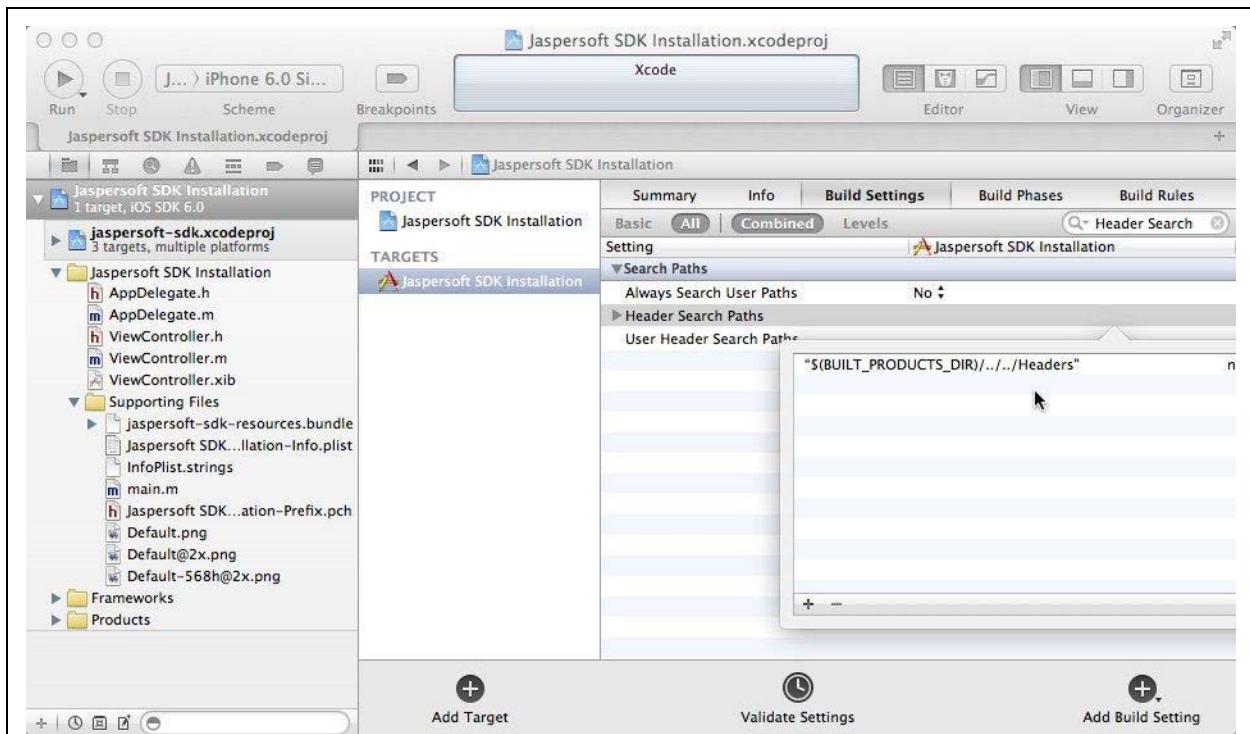 Jaspersoft SDK Installation.xcodeproj
J... ⟩ iPhone 6.0 Si...
Xcode
Run Stop Scheme Breakpoints Editor View Organizer
Jaspersoft SDK Installation.xcodeproj
Jaspersoft SDK Installation
Jaspersoft SDK Installation
1 target, iOS SDK 6.0
jaspersoft-sdk.xcodeproj
3 targets, multiple platforms
Jaspersoft SDK Installation
AppDelegate.h
AppDelegate.m
ViewController.h
ViewController.m
ViewController.xib
Supporting Files
jaspersoft-sdk-resources.bundle
Jaspersoft SDK...llation-Info.plist
InfoPlist.strings
main.m
Jaspersoft SDK...ation-Prefix.pch
Default.png
Default@2x.png
Default-568h@2x.png
Frameworks
Products
PROJECT
Jaspersoft SDK Installation
TARGETS
Jaspersoft SDK Installation
Summary Info Build Settings Build Phases Build Rules
Basic All Combined Levels Header Search
Setting Jaspersoft SDK Installation
Search Paths
Always Search User Paths No
Header Search Paths
User Header Search Paths
"$(BUILT_PRODUCTS_DIR)/../../Headers" n
Add Target Validate Settings Add Build Setting